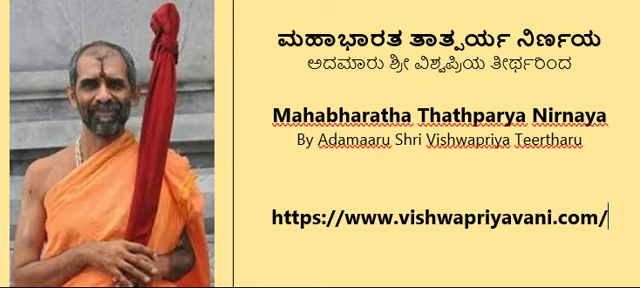 ಮಹಾಭಾರತ ತಾತ್ಪರ್ಯ ನಿರ್ಣಯ
ಅದಮಾರು ಶ್ರೀ ವಿಶ್ವಪ್ರಿಯ ತೀರ್ಥರಿಂದ
Mahabharatha Thathparya Nirnaya
By Adamaaru Shri Vishwapriya Teertharu
https://www.vishwapriyavani.com/